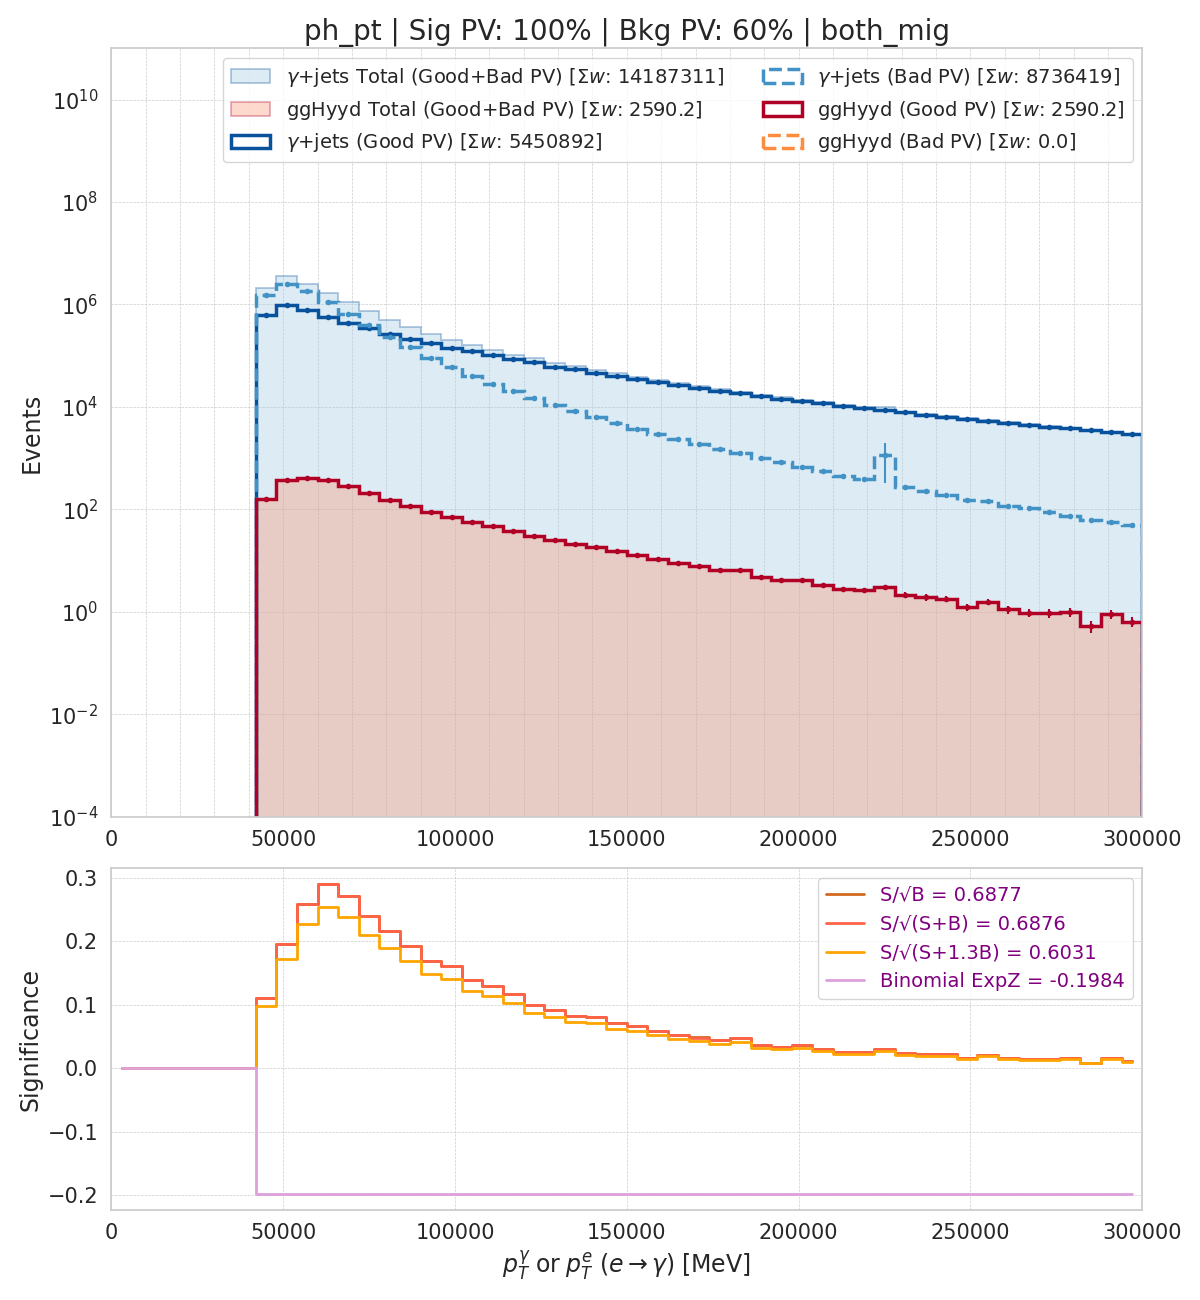 ph_pt | Sig PV: 100% | Bkg PV: 60% | both_mig
γ+jets Total (Good+Bad PV) [Σw: 14187311]
ggHyyd Total (Good+Bad PV) [Σw: 2590.2]
γ+jets (Good PV) [Σw: 5450892]
γ+jets (Bad PV) [Σw: 8736419]
ggHyyd (Good PV) [Σw: 2590.2]
ggHyyd (Bad PV) [Σw: 0.0]
Events
10^10
10^8
10^6
10^4
10^2
10^0
10^−2
10^−4
0 50000 100000 150000 200000 250000 300000
S/√B = 0.6877
S/√(S+B) = 0.6876
S/√(S+1.3B) = 0.6031
Binomial ExpZ = -0.1984
Significance
0.3
0.2
0.1
0.0
−0.1
−0.2
0 50000 100000 150000 200000 250000 300000
p_T^γ or p_T^e (e→γ) [MeV]